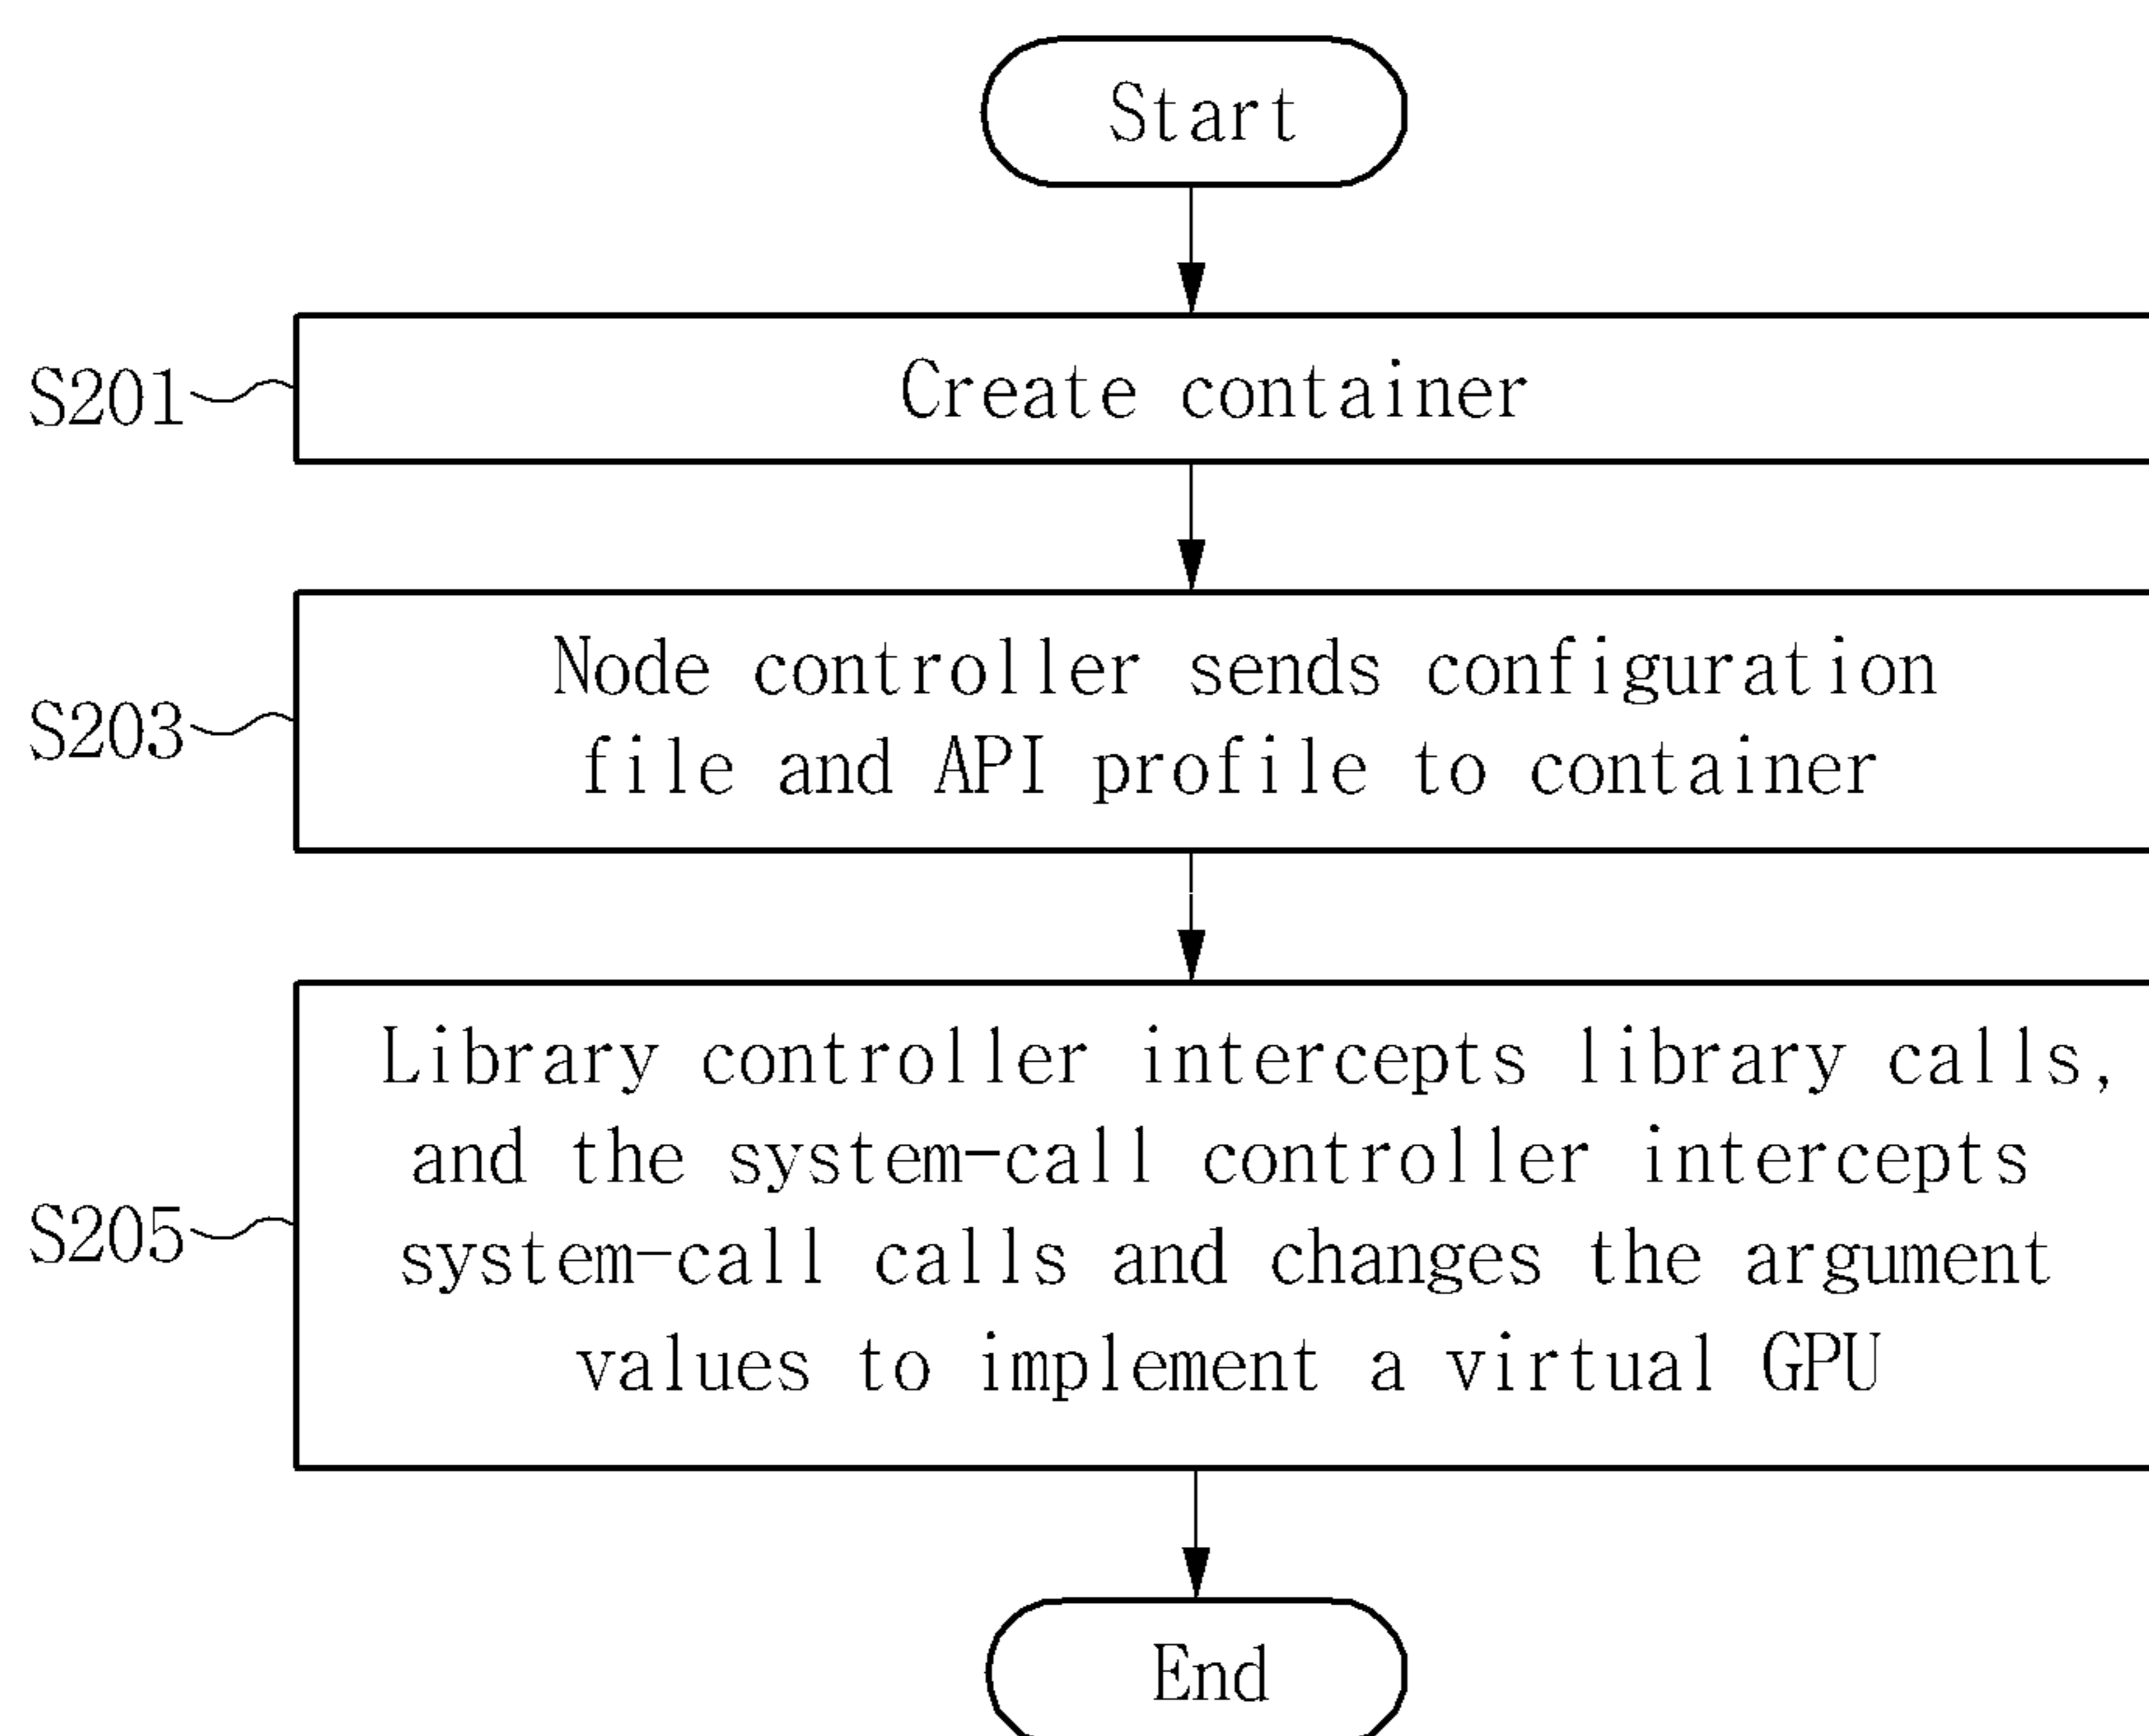 Start
S201
Create container
S203
Node controller sends configuration
file and API profile to container
S205
Library controller intercepts library calls,
and the system-call controller intercepts
system-call calls and changes the argument
values to implement a virtual GPU
End